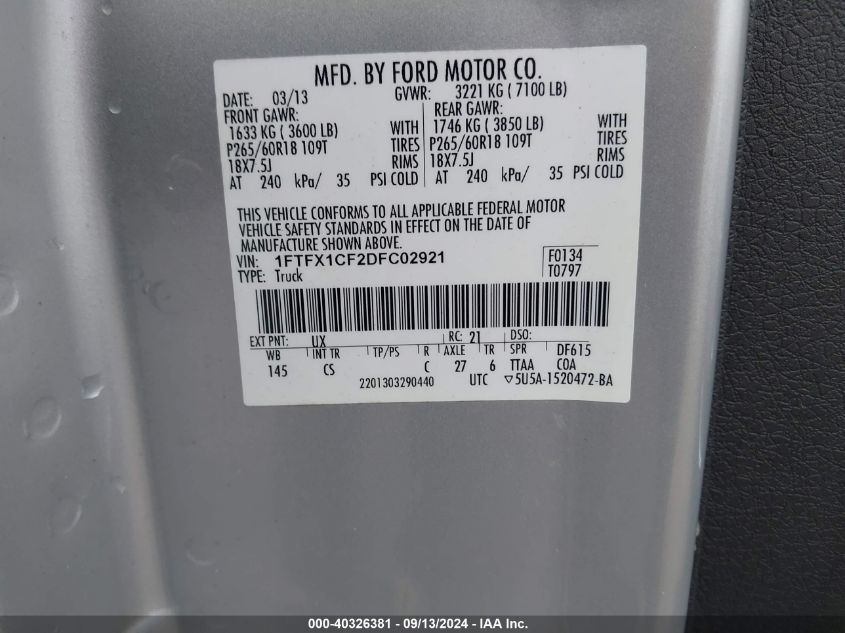 MFD. BY FORD MOTOR CO.
DATE: 03/13 GVWR: 3221 KG ( 7100 LB)
FRONT GAWR: REAR GAWR:
1633 KG ( 3600 LB) WITH 1746 KG ( 3850 LB) WITH
P265/60R18 109T TIRES P265/60R18 109T TIRES
18X7.5J RIMS 18X7.5J RIMS
AT 240 kPa/ 35 PSI COLD AT 240 kPa/ 35 PSI COLD
THIS VEHICLE CONFORMS TO ALL APPLICABLE FEDERAL MOTOR
VEHICLE SAFETY STANDARDS IN EFFECT ON THE DATE OF
MANUFACTURE SHOWN ABOVE.
VIN: 1FTFX1CF2DFC02921 F0134
TYPE: Truck T0797
EXT PNT: UX RC: 21 DSO:
WB INT TR TP/PS R AXLE TR SPR DF615
145 CS C 27 6 TTAA COA
2201303290440 UTC ▽5U5A-1520472-BA
000-40326381 - 09/13/2024 - IAA Inc.